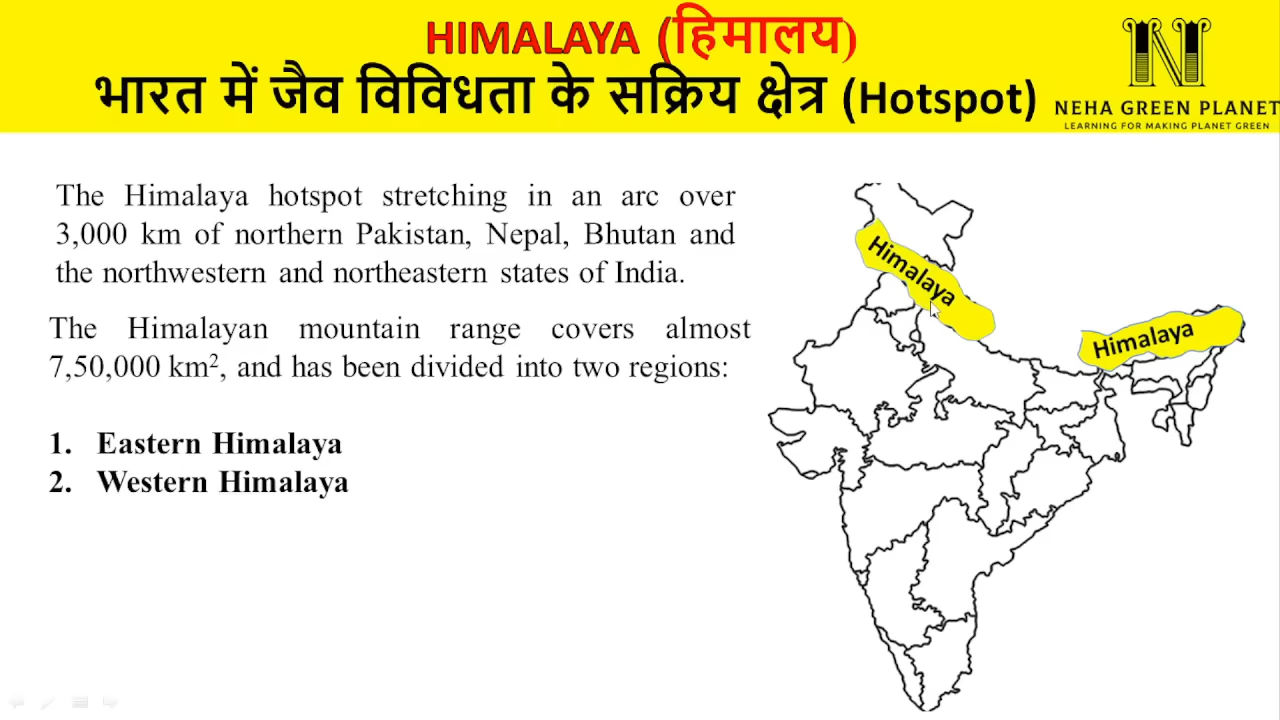 HIMALAYA (हिमालय)
भारत में जैव विविधता के सक्रिय क्षेत्र (Hotspot)
NEHA GREEN PLANET
LEARNING FOR MAKING PLANET GREEN
The Himalaya hotspot stretching in an arc over
3,000 km of northern Pakistan, Nepal, Bhutan and
the northwestern and northeastern states of India.
The Himalayan mountain range covers almost
7,50,000 km², and has been divided into two regions:
1. Eastern Himalaya
2. Western Himalaya
Himalaya
Himalaya